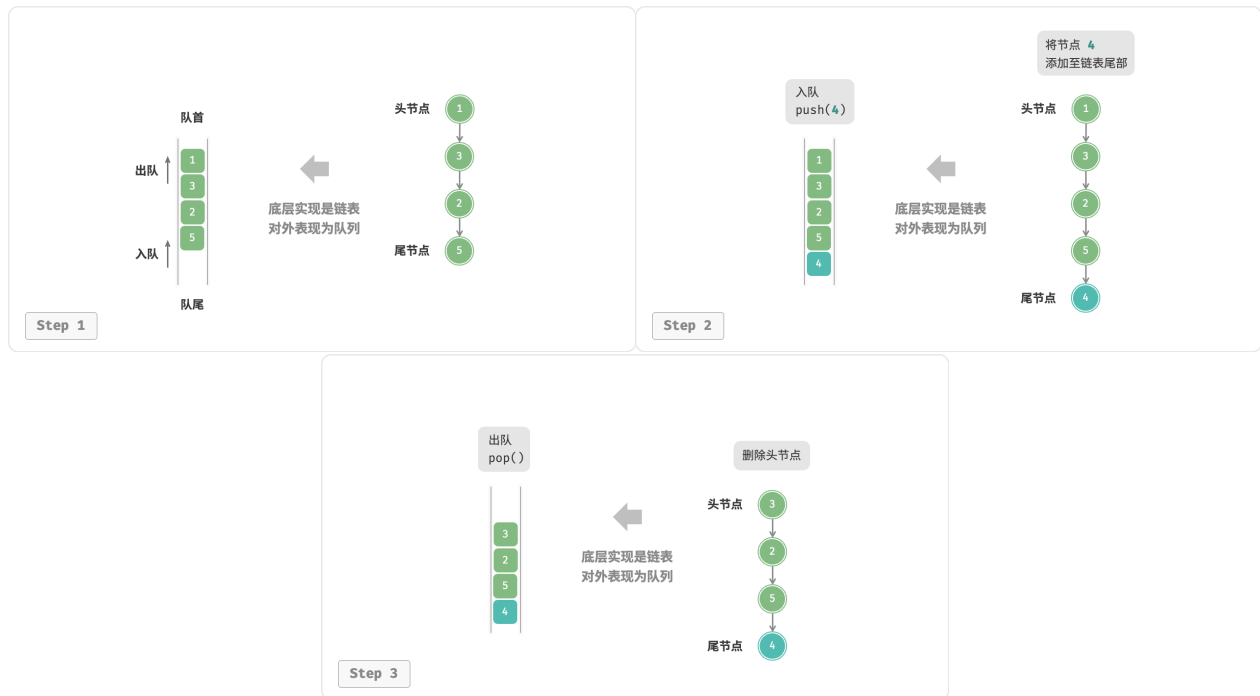 队首
出队
1
3
2
5
入队
队尾
底层实现是链表
对外表现为队列
头节点
1
3
2
尾节点
5
Step 1
入队
push(4)
1
3
2
5
4
底层实现是链表
对外表现为队列
将节点 4
添加至链表尾部
头节点
1
3
2
5
尾节点
4
Step 2
出队
pop()
3
2
5
4
底层实现是链表
对外表现为队列
删除头节点
头节点
3
2
5
尾节点
4
Step 3